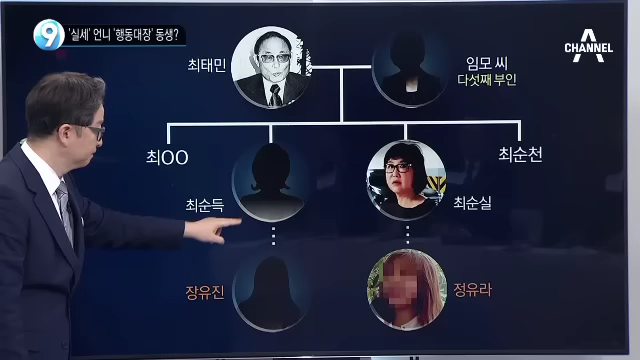 9
'실세' 언니 '행동대장' 동생?
CHANNEL A
최태민
임모 씨
다섯째 부인
최OO
최순득
최순실
최순천
장유진
정유라